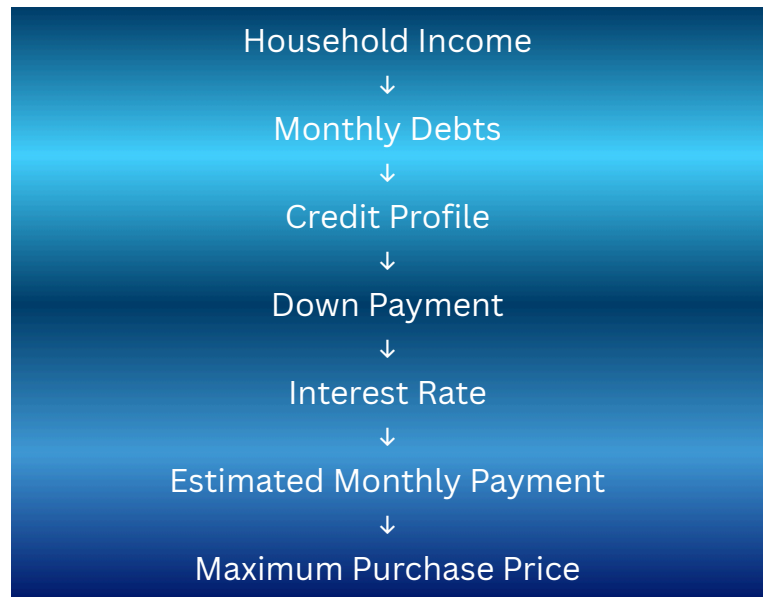 Household Income
↓
Monthly Debts
↓
Credit Profile
↓
Down Payment
↓
Interest Rate
↓
Estimated Monthly Payment
↓
Maximum Purchase Price